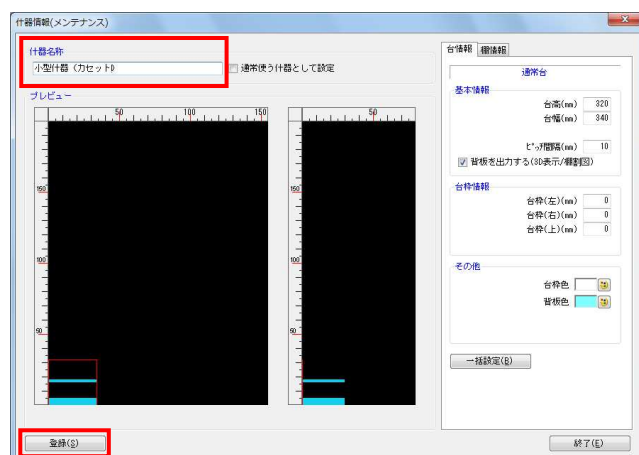 什器情報(メンテナンス)
什器名称
小型什器（カセット)
通常使う什器として設定
プレビュー
50 100 150
50
150
100
50
150
100
50
台情報 棚情報
通常台
基本情報
台高(mm) 320
台幅(mm) 340
ﾋﾟｯﾁ間隔(mm) 10
背板を出力する(3D表示/棚割図)
台枠情報
台枠(左)(mm) 0
台枠(右)(mm) 0
台枠(上)(mm) 0
その他
台枠色
背板色
一括設定(B)
登録(S)
終了(E)